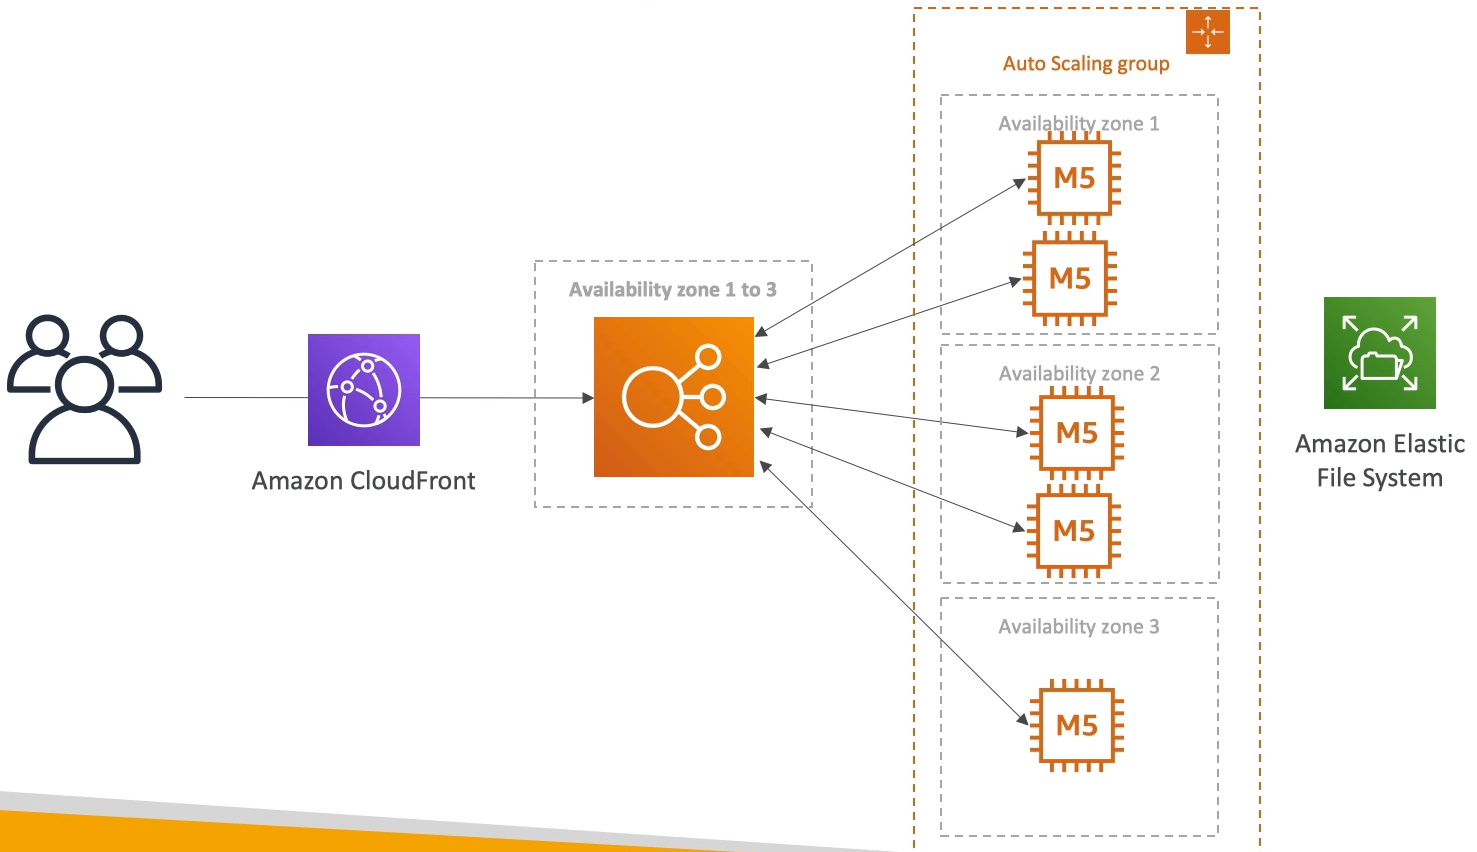 Auto Scaling group
Availability zone 1
M5
M5
Availability zone 1 to 3
Availability zone 2
M5
M5
Amazon CloudFront
Amazon Elastic
File System
Availability zone 3
M5